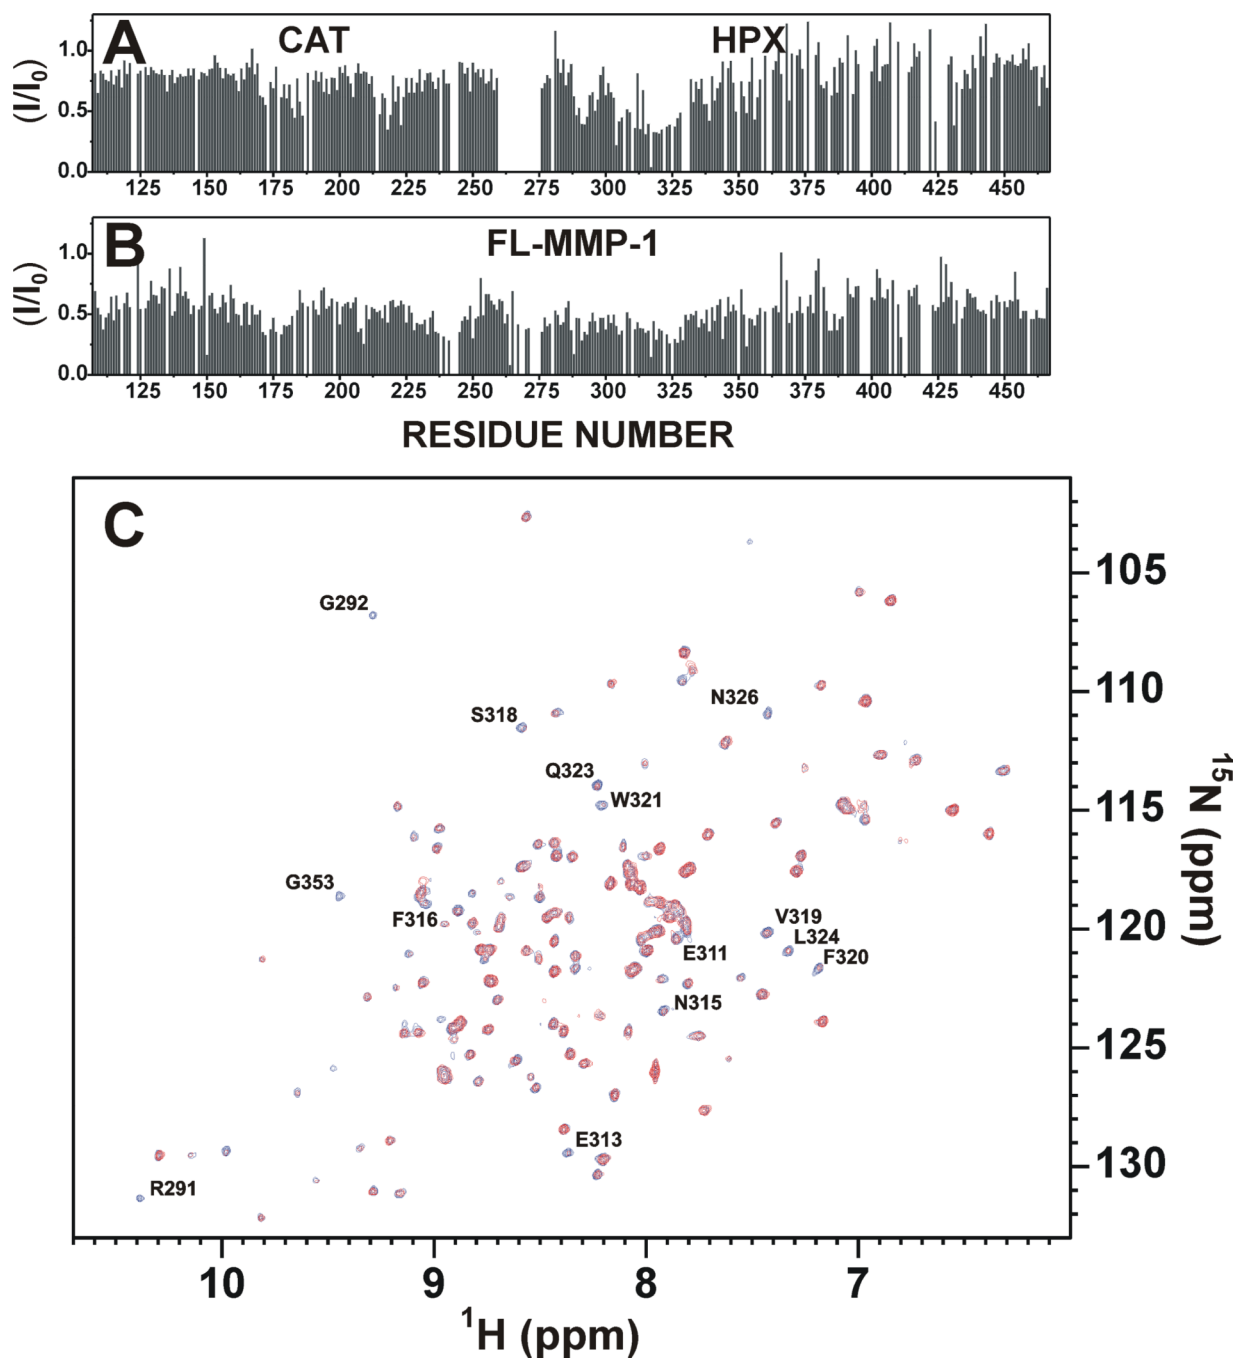 A
CAT
HPX
(I/I0)
1.0
0.5
0.0
125 150 175 200 225 250 275 300 325 350 375 400 425 450
B
FL-MMP-1
(I/I0)
1.0
0.5
0.0
125 150 175 200 225 250 275 300 325 350 375 400 425 450
RESIDUE NUMBER
C
G292
S318
N326
Q323
W321
G353
F316
V319
L324
F320
E311
N315
E313
R291
105
110
115
120
125
130
15N (ppm)
10 9 8 7
1H (ppm)